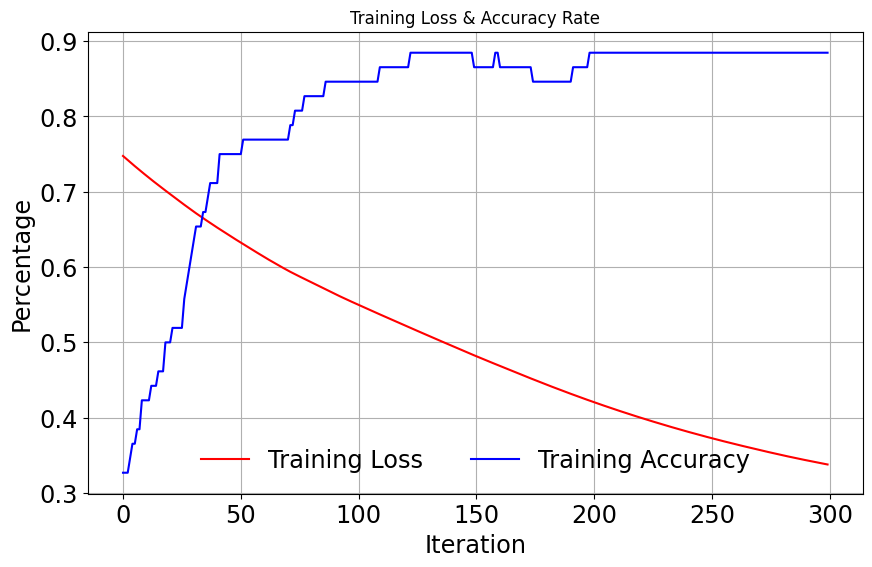 Training Loss & Accuracy Rate
0.9
0.8
0.7
0.6
0.5
0.4
0.3
Percentage
Training Loss
Training Accuracy
0
50
100
150
200
250
300
Iteration